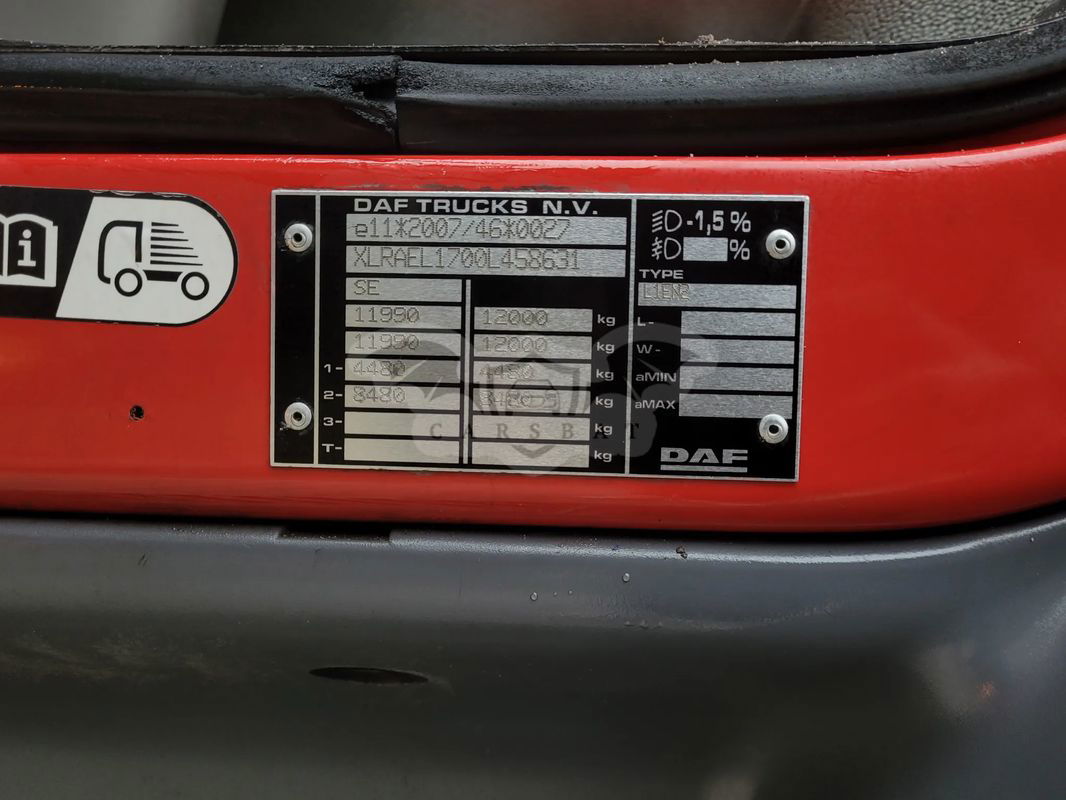 DAF TRUCKS N.V.
e11*2007/46*0027
XLRAEL1700L458631
SE
11990 12000 kg
11990 12000 kg
1- 4480 4480 kg
2- 8480 8480 kg
3- kg
T- kg
-1,5 %
%
TYPE
L1EN2
L-
W-
aMIN
aMAX
DAF
CARSBAT
i